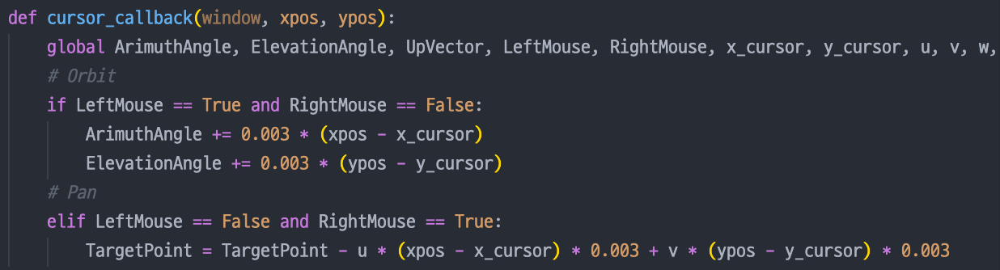 def cursor_callback(window, xpos, ypos):
global ArimuthAngle, ElevationAngle, UpVector, LeftMouse, RightMouse, x_cursor, y_cursor, u, v, w,
# Orbit
if LeftMouse == True and RightMouse == False:
ArimuthAngle += 0.003 * (xpos - x_cursor)
ElevationAngle += 0.003 * (ypos - y_cursor)
# Pan
elif LeftMouse == False and RightMouse == True:
TargetPoint = TargetPoint - u * (xpos - x_cursor) * 0.003 + v * (ypos - y_cursor) * 0.003